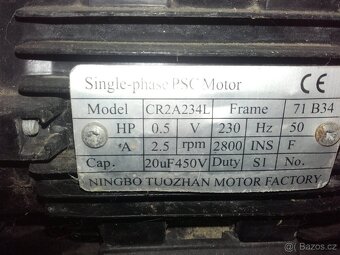 Single-phase PSC Motor CE
Model CR2A234L Frame 71 B34
HP 0.5 V 230 Hz 50
A 2.5 rpm 2800 INS F
Cap. 20uF450V Duty S1 No.
NINGBO TUOZHAN MOTOR FACTORY
Sbazos.cz